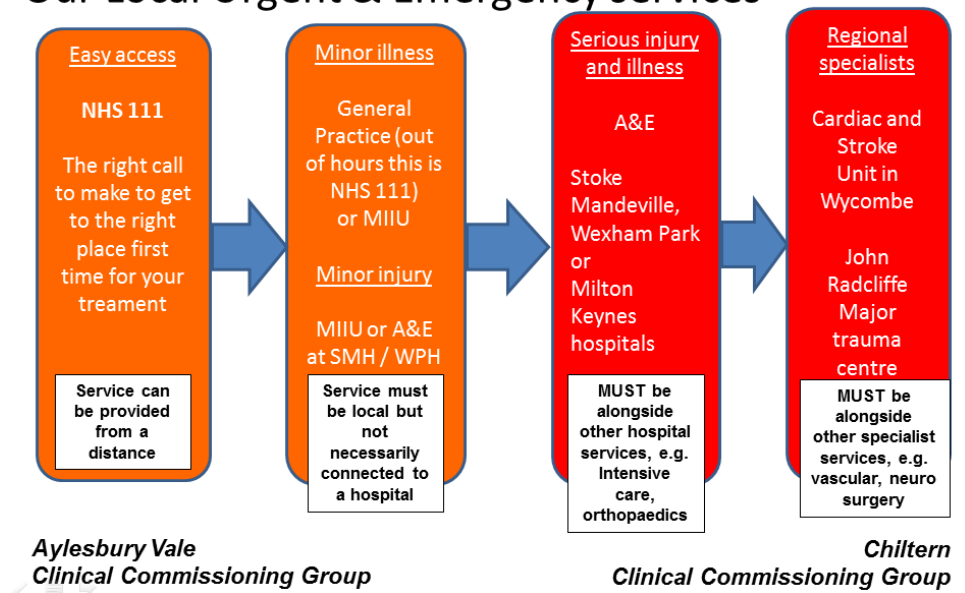 Our Local Urgent & Emergency Services
Easy access
NHS 111
The right call
to make to get
to the right
place first
time for your
treament
Service can
be provided
from a
distance
Minor illness
General
Practice (out
of hours this is
NHS 111)
or MIIU
Minor injury
MIIU or A&E
at SMH / WPH
Service must
be local but
not
necessarily
connected to
a hospital
Serious injury
and illness
A&E
Stoke
Mandeville,
Wexham Park
or
Milton
Keynes
hospitals
MUST be
alongside
other hospital
services, e.g.
Intensive
care,
orthopaedics
Regional
specialists
Cardiac and
Stroke
Unit in
Wycombe
John
Radcliffe
Major
trauma
centre
MUST be
alongside
other specialist
services, e.g.
vascular, neuro
surgery
Aylesbury Vale
Clinical Commissioning Group
Chiltern
Clinical Commissioning Group